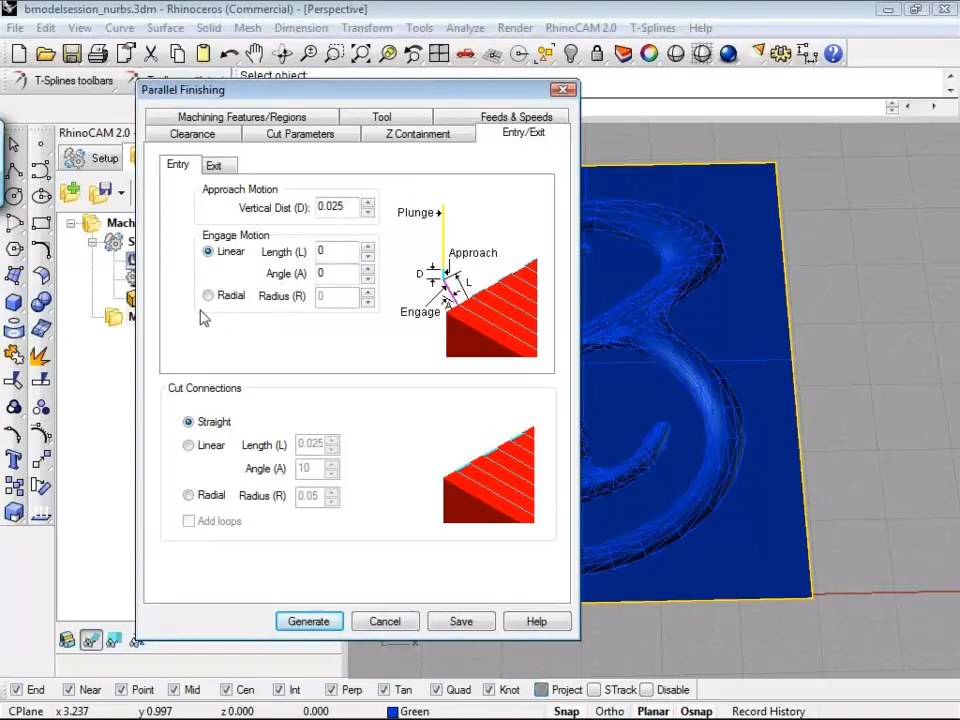 bmodelsession_nurbs.3dm - Rhinoceros (Commercial) - [Perspective]
File Edit View Curve Surface Solid Mesh Dimension Transform Tools Analyze Render RhinoCAM 2.0 T-Splines Help
T-Splines toolbars
Select object:
Parallel Finishing
Machining Features/Regions Tool Feeds & Speeds
Clearance Cut Parameters Z Containment Entry/Exit
RhinoCAM 2.0
Setup
Entry Exit
Approach Motion
Vertical Dist (D): 0.025
Plunge
Mach
Engage Motion
Linear Length (L) 0
Approach
Angle (A) 0
D
L
Radial Radius (R) 0
A
Engage
Cut Connections
Straight
Linear Length (L) 0.025
Angle (A) 10
Radial Radius (R) 0.05
Add loops
Generate Cancel Save Help
End Near Point Mid Cen Int Perp Tan Quad Knot Project STrack Disable
CPlane x 3.237 y 0.997 z 0.000 0.000 Green Snap Ortho Planar Osnap Record History